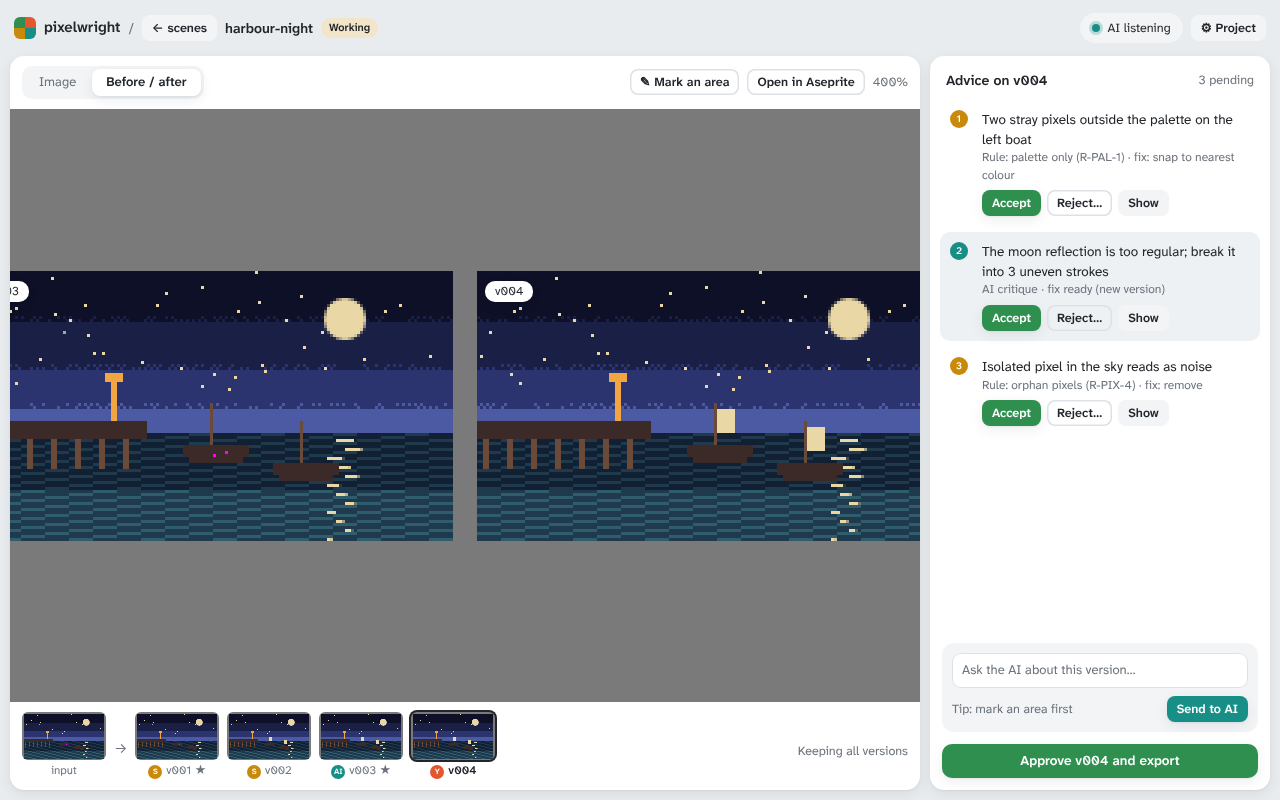 pixelwright / ← scenes harbour-night Working AI listening ⚙ Project
Image Before / after ✎ Mark an area Open in Aseprite 400%
v004
Advice on v004 3 pending
1 Two stray pixels outside the palette on the
left boat
Rule: palette only (R-PAL-1) · fix: snap to nearest
colour
Accept Reject... Show
2 The moon reflection is too regular; break it
into 3 uneven strokes
AI critique · fix ready (new version)
Accept Reject... Show
3 Isolated pixel in the sky reads as noise
Rule: orphan pixels (R-PIX-4) · fix: remove
Accept Reject... Show
Ask the AI about this version...
Tip: mark an area first Send to AI
Approve v004 and export
input → S v001 ★ S v002 AI v003 ★ Y v004
Keeping all versions